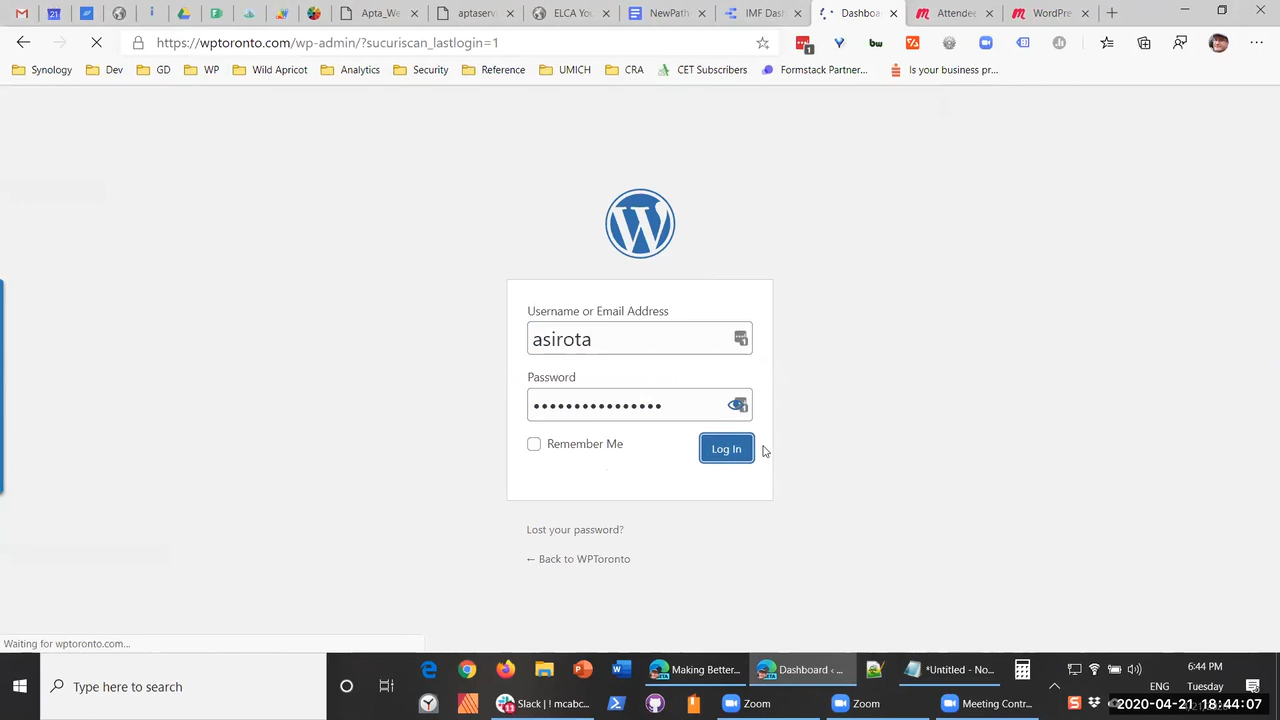 Apta_We
aptaserv
ELCA You
NewPath
IMF Dash
Dashboa
Attendee
WordPre
https://wptoronto.com/wp-admin/?sucuriscan_lastlogin=1
Synology
Dev
GD
WP
Wild Apricot
Analytics
Security
Reference
UMICH
CRA
CET Subscribers
Formstack Partner...
Is your business pr...
Username or Email Address
asirota
Password
Remember Me
Log In
Lost your password?
← Back to WPToronto
Waiting for wptoronto.com...
Making Better...
Dashboard ‹ ...
*Untitled - No...
6:44 PM
Type here to search
ENG
Tuesday
Slack | ! mcabc...
Zoom
Zoom
Meeting Contr...
2020-04-21 18:44:07